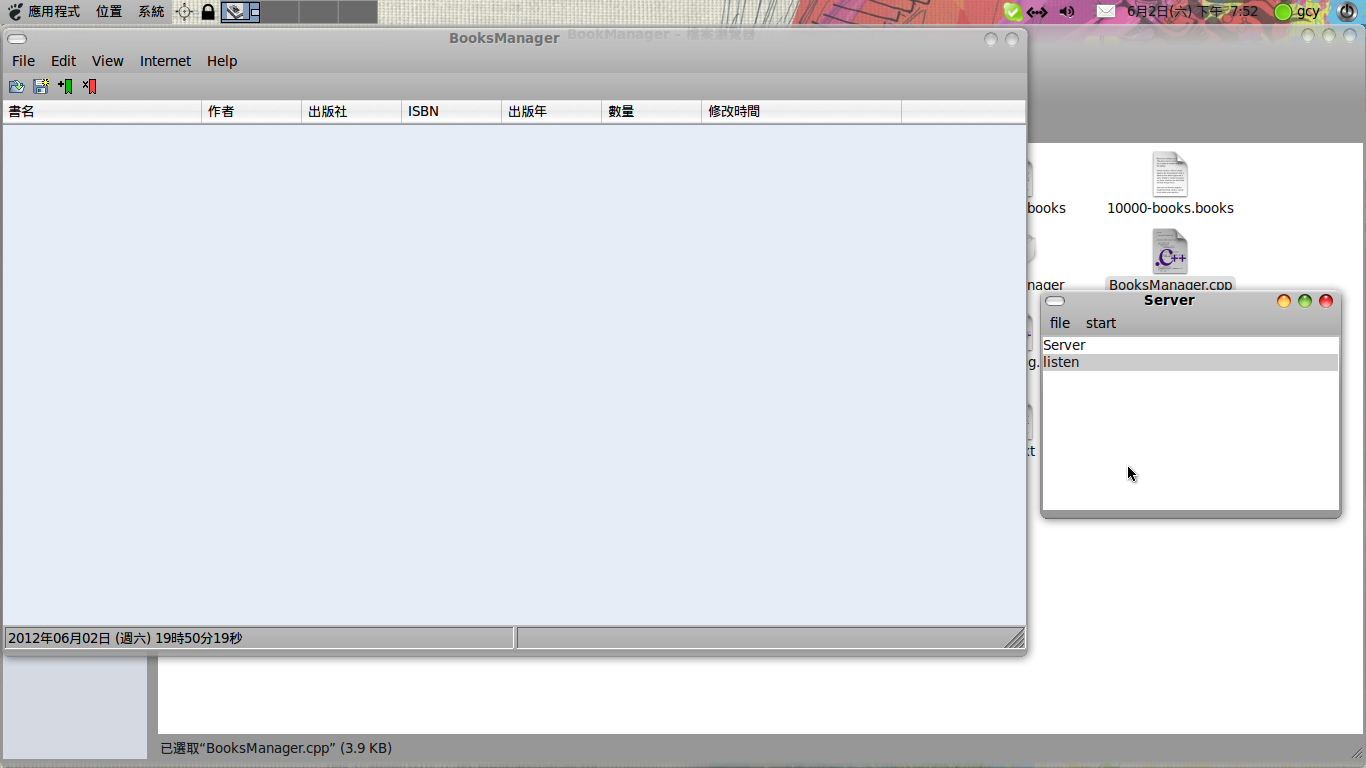 應用程式 位置 系統 6月2日(六) 下午 7:52 gcy
BooksManager BookManager - 檔案瀏覽器
File Edit View Internet Help
書名 作者 出版社 ISBN 出版年 數量 修改時間
books 10000-books.books
.C++
nager BooksManager.cpp
Server
file start
Server
g. listen
xt
2012年06月02日 (週六) 19時50分19秒
已選取“BooksManager.cpp” (3.9 KB)